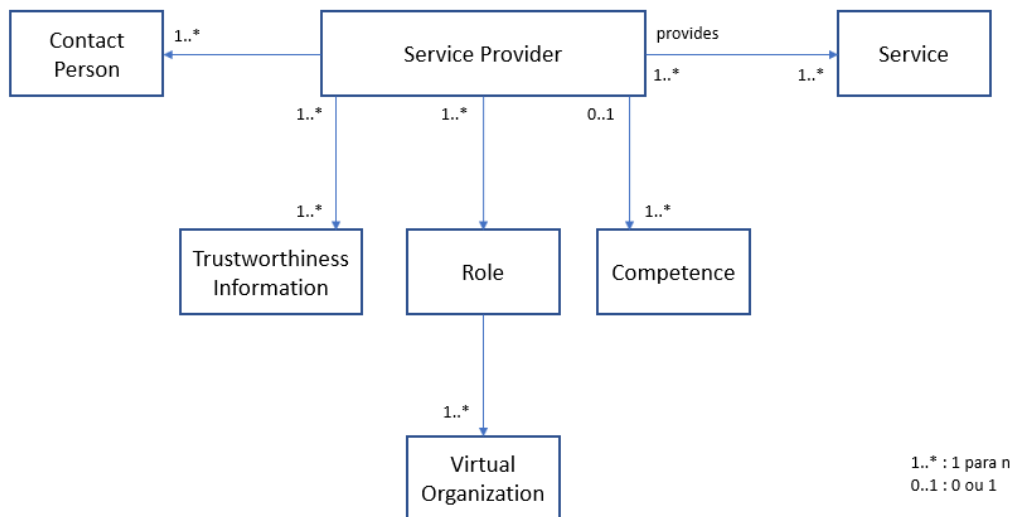 Contact
Person
1..*
Service Provider
provides
1..*
1..*
Service
1..*
1..*
0..1
1..*
1..*
Trustworthiness
Information
Role
Competence
1..*
Virtual
Organization
1..* : 1 para n
0..1 : 0 ou 1